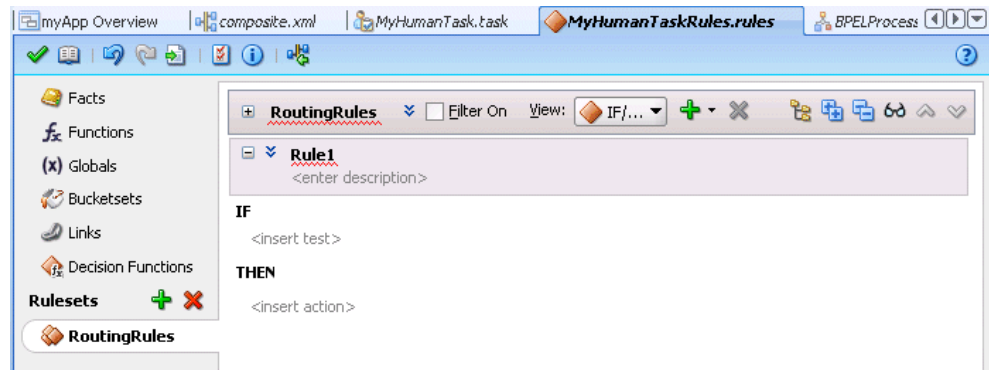 myApp Overview composite.xml MyHumanTask.task MyHumanTaskRules.rules BPELProcess
Facts
Functions
Globals
Bucketsets
Links
Decision Functions
Rulesets
RoutingRules
RoutingRules Filter On View: IF/...
Rule1
<enter description>
IF
<insert test>
THEN
<insert action>